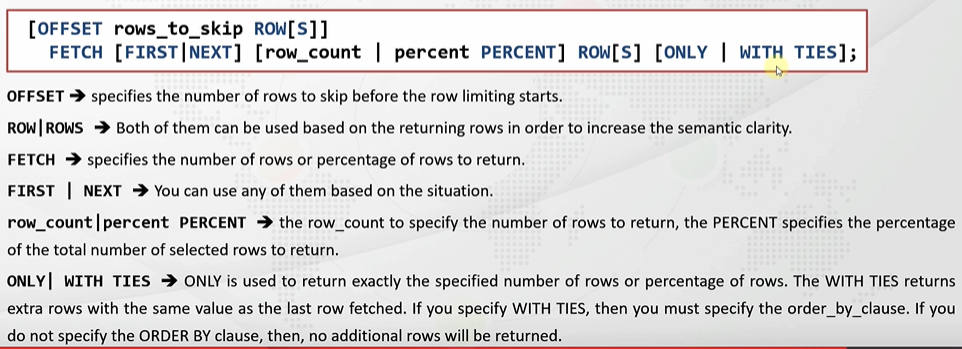 [OFFSET rows_to_skip ROW[S]]
FETCH [FIRST|NEXT] [row_count | percent PERCENT] ROW[S] [ONLY | WITH TIES];
OFFSET ➔ specifies the number of rows to skip before the row limiting starts.
ROW|ROWS ➔ Both of them can be used based on the returning rows in order to increase the semantic clarity.
FETCH ➔ specifies the number of rows or percentage of rows to return.
FIRST | NEXT ➔ You can use any of them based on the situation.
row_count|percent PERCENT ➔ the row_count to specify the number of rows to return, the PERCENT specifies the percentage
of the total number of selected rows to return.
ONLY| WITH TIES ➔ ONLY is used to return exactly the specified number of rows or percentage of rows. The WITH TIES returns
extra rows with the same value as the last row fetched. If you specify WITH TIES, then you must specify the order_by_clause. If you
do not specify the ORDER BY clause, then, no additional rows will be returned.